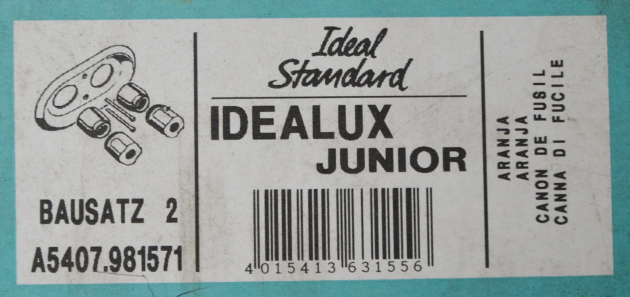 Ideal
Standard
IDEALUX
JUNIOR
BAUSATZ 2
A5407.981571
4 015413 631556
ARANJA
ARANJA
CANON DE FUSIL
CANNA DI FUCILE